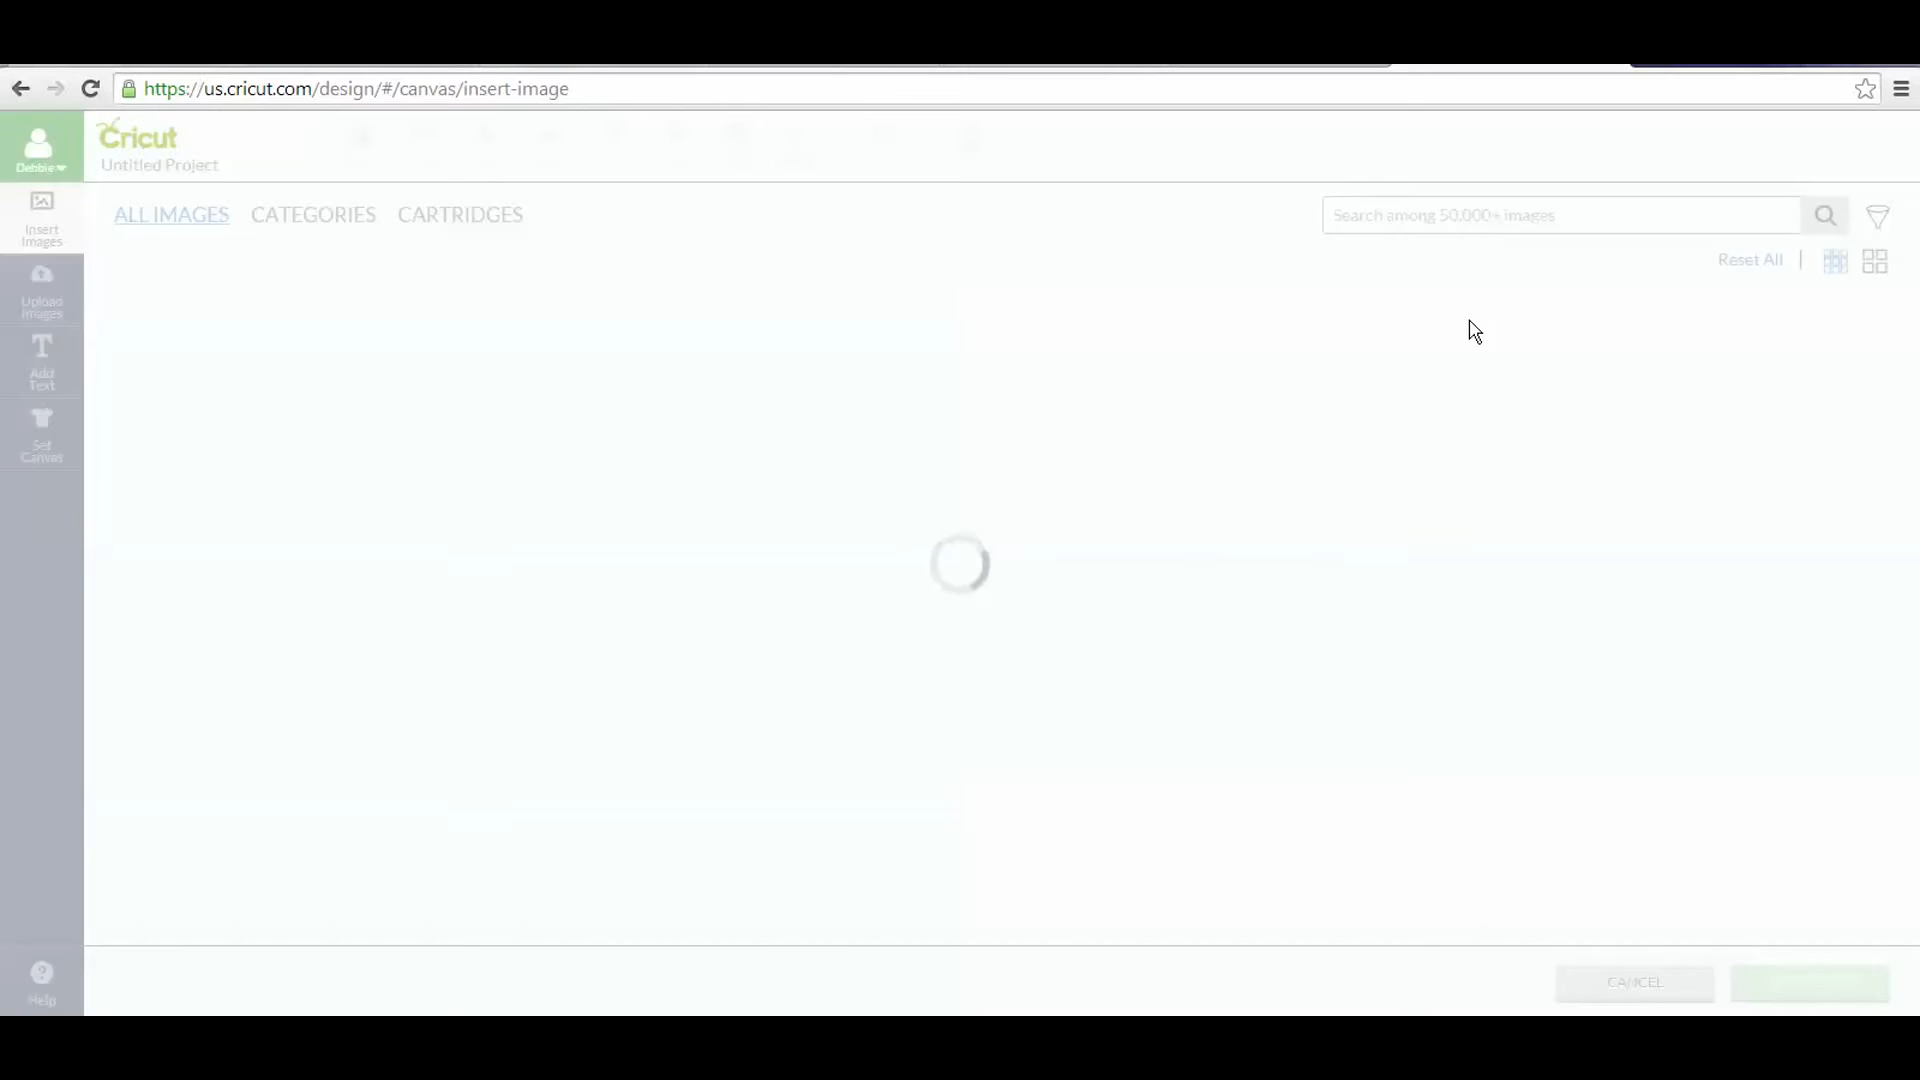 https://us.cricut.com/design/#/canvas/insert-image
Debbie
Cricut
Untitled Project
Insert
Images
ALL IMAGES CATEGORIES CARTRIDGES
Search among 50,000+ images
Reset All |
Upload
Images
Add
Text
Set
Canvas
Help
CANCEL